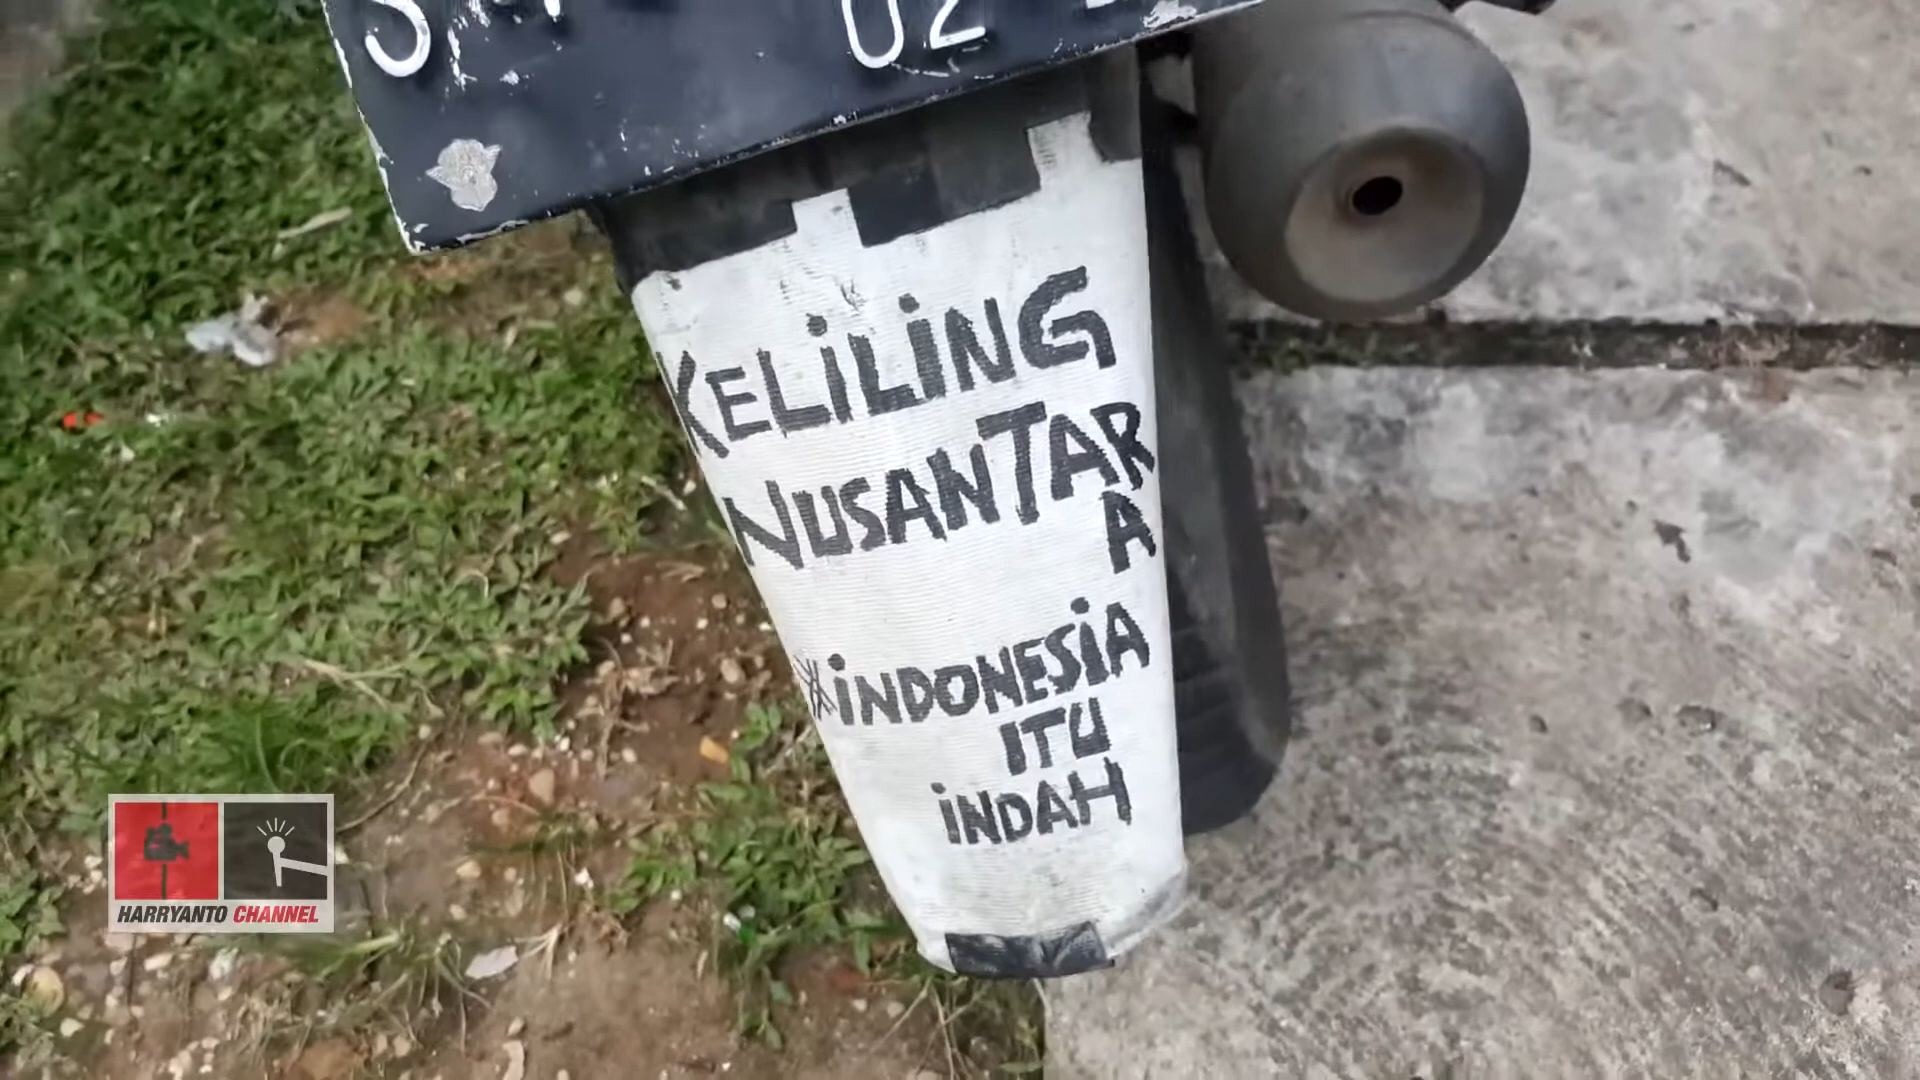 02
KELILING
NUSANTAR
A
#INDONESIA
ITU
INDAH
HARRYANTO CHANNEL